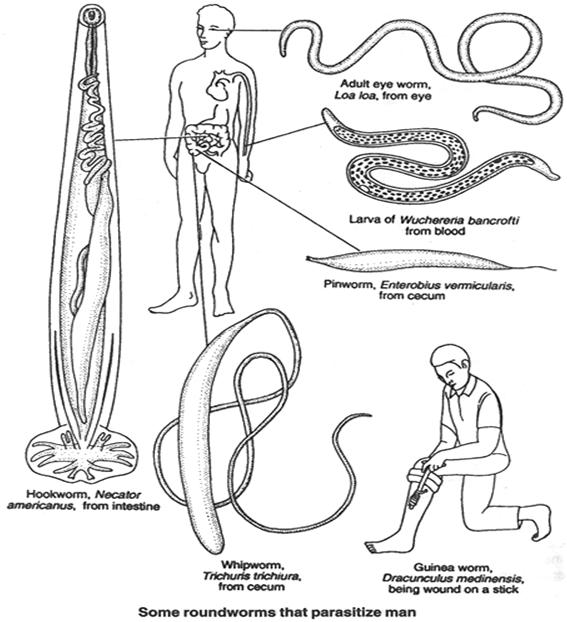 Adult eye worm,
Loa loa, from eye
Larva of Wuchereria bancrofti
from blood
Pinworm, Enterobius vermicularis,
from cecum
Hookworm, Necator
americanus, from intestine
Whipworm,
Trichuris trichiura,
from cecum
Guinea worm,
Dracunculus medinensis,
being wound on a stick
Some roundworms that parasitize man